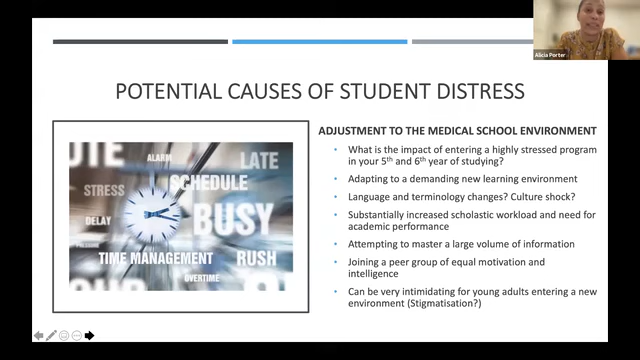 Alicia Porter
POTENTIAL CAUSES OF STUDENT DISTRESS
ALARM
LATE
STRESS
SCHEDULE
DELAY
BUSY
PRESSURE
TIME MANAGEMENT
RUSH
OVERTIME
ADJUSTMENT TO THE MEDICAL SCHOOL ENVIRONMENT
• What is the impact of entering a highly stressed program
in your 5th and 6th year of studying?
• Adapting to a demanding new learning environment
• Language and terminology changes? Culture shock?
• Substantially increased scholastic workload and need for
academic performance
• Attempting to master a large volume of information
• Joining a peer group of equal motivation and
intelligence
• Can be very intimidating for young adults entering a new
environment (Stigmatisation?)